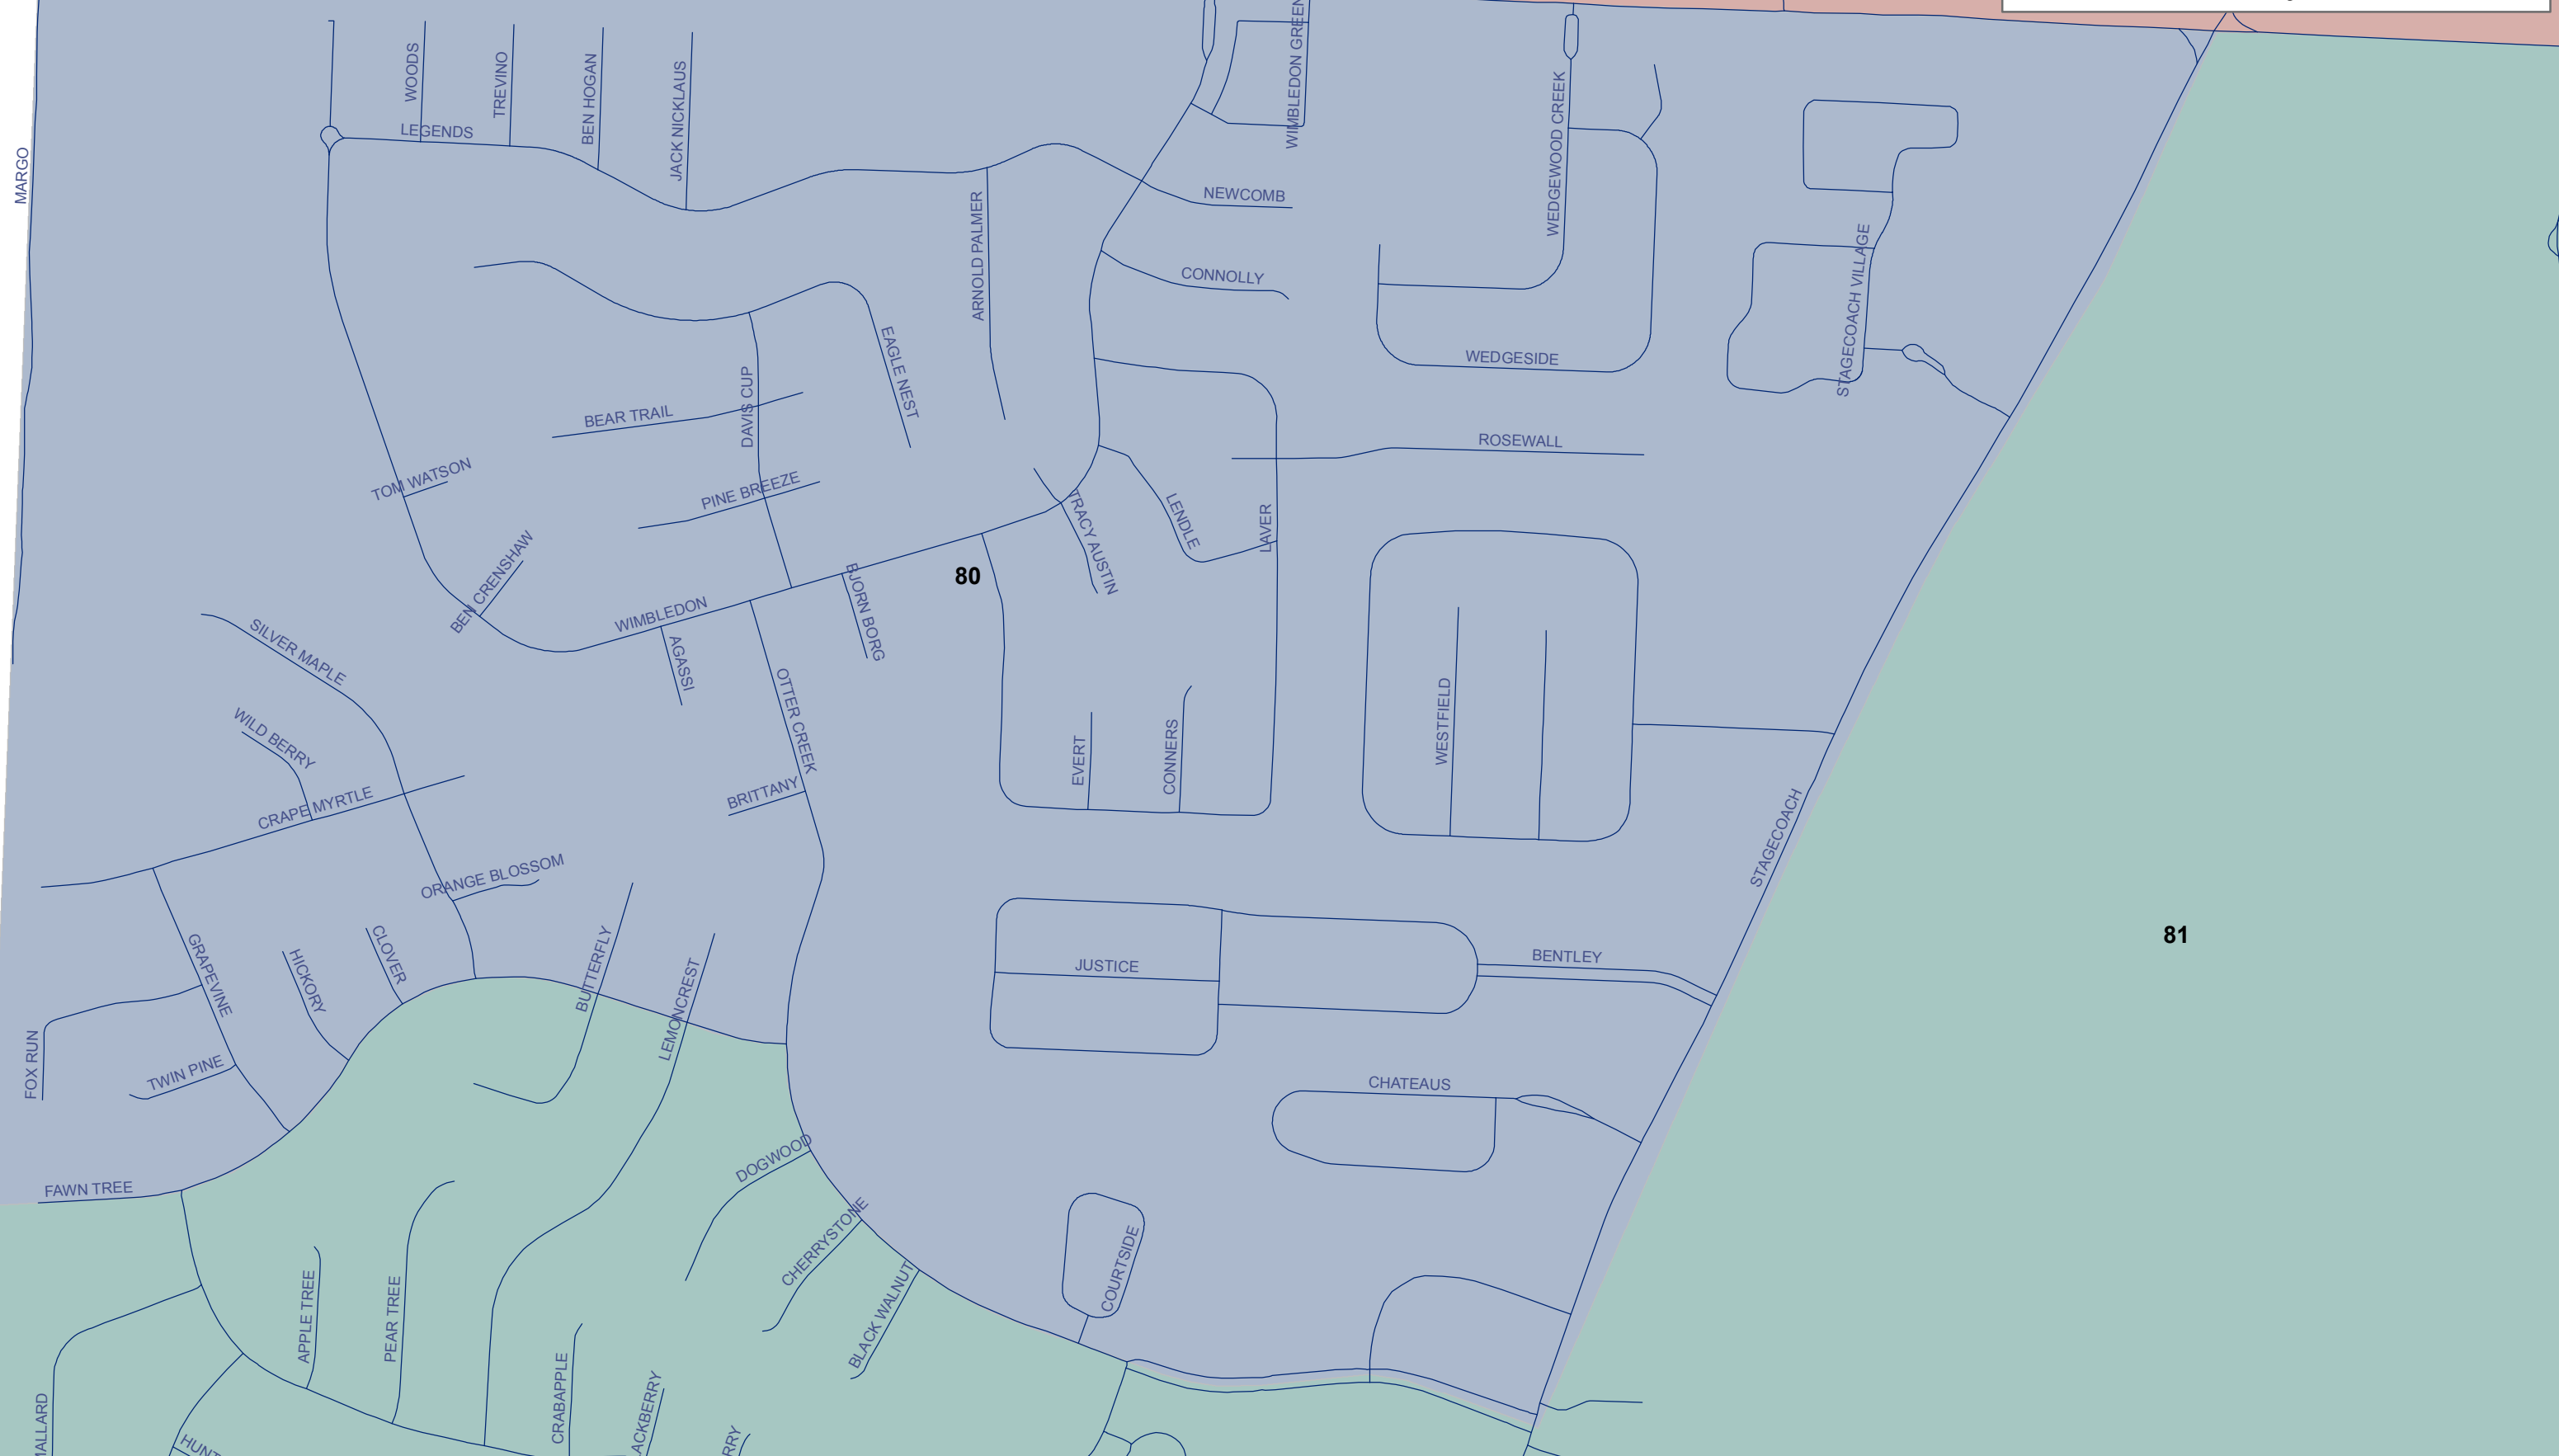 WOODS
TREVINO
BEN HOGAN
JACK NICKLAUS
WIMBLEDON GREEN
WEDGEWOOD CREEK
LEGENDS
MARGO
NEWCOMB
ARNOLD PALMER
CONNOLLY
STAGECOACH VILLAGE
EAGLE NEST
WEDGESIDE
DAVIS CUP
BEAR TRAIL
ROSEWALL
TOM WATSON
PINE BREEZE
TRACY AUSTIN
LENDLE
LAVER
BEN CRENSHAW
80
BJORN BORG
WIMBLEDON
AGASSI
SILVER MAPLE
OTTER CREEK
WESTFIELD
WILD BERRY
EVERT
CONNERS
BRITTANY
CRAPE MYRTLE
STAGECOACH
ORANGE BLOSSOM
81
GRAPEVINE
HICKORY
CLOVER
BUTTERFLY
LEMONCREST
JUSTICE
BENTLEY
FOX RUN
TWIN PINE
CHATEAUS
DOGWOOD
FAWN TREE
CHERRYSTONE
COURTSIDE
APPLE TREE
PEAR TREE
BLACK WALNUT
CRABAPPLE
ACKBERRY
RRY
MALLARD
HUNT